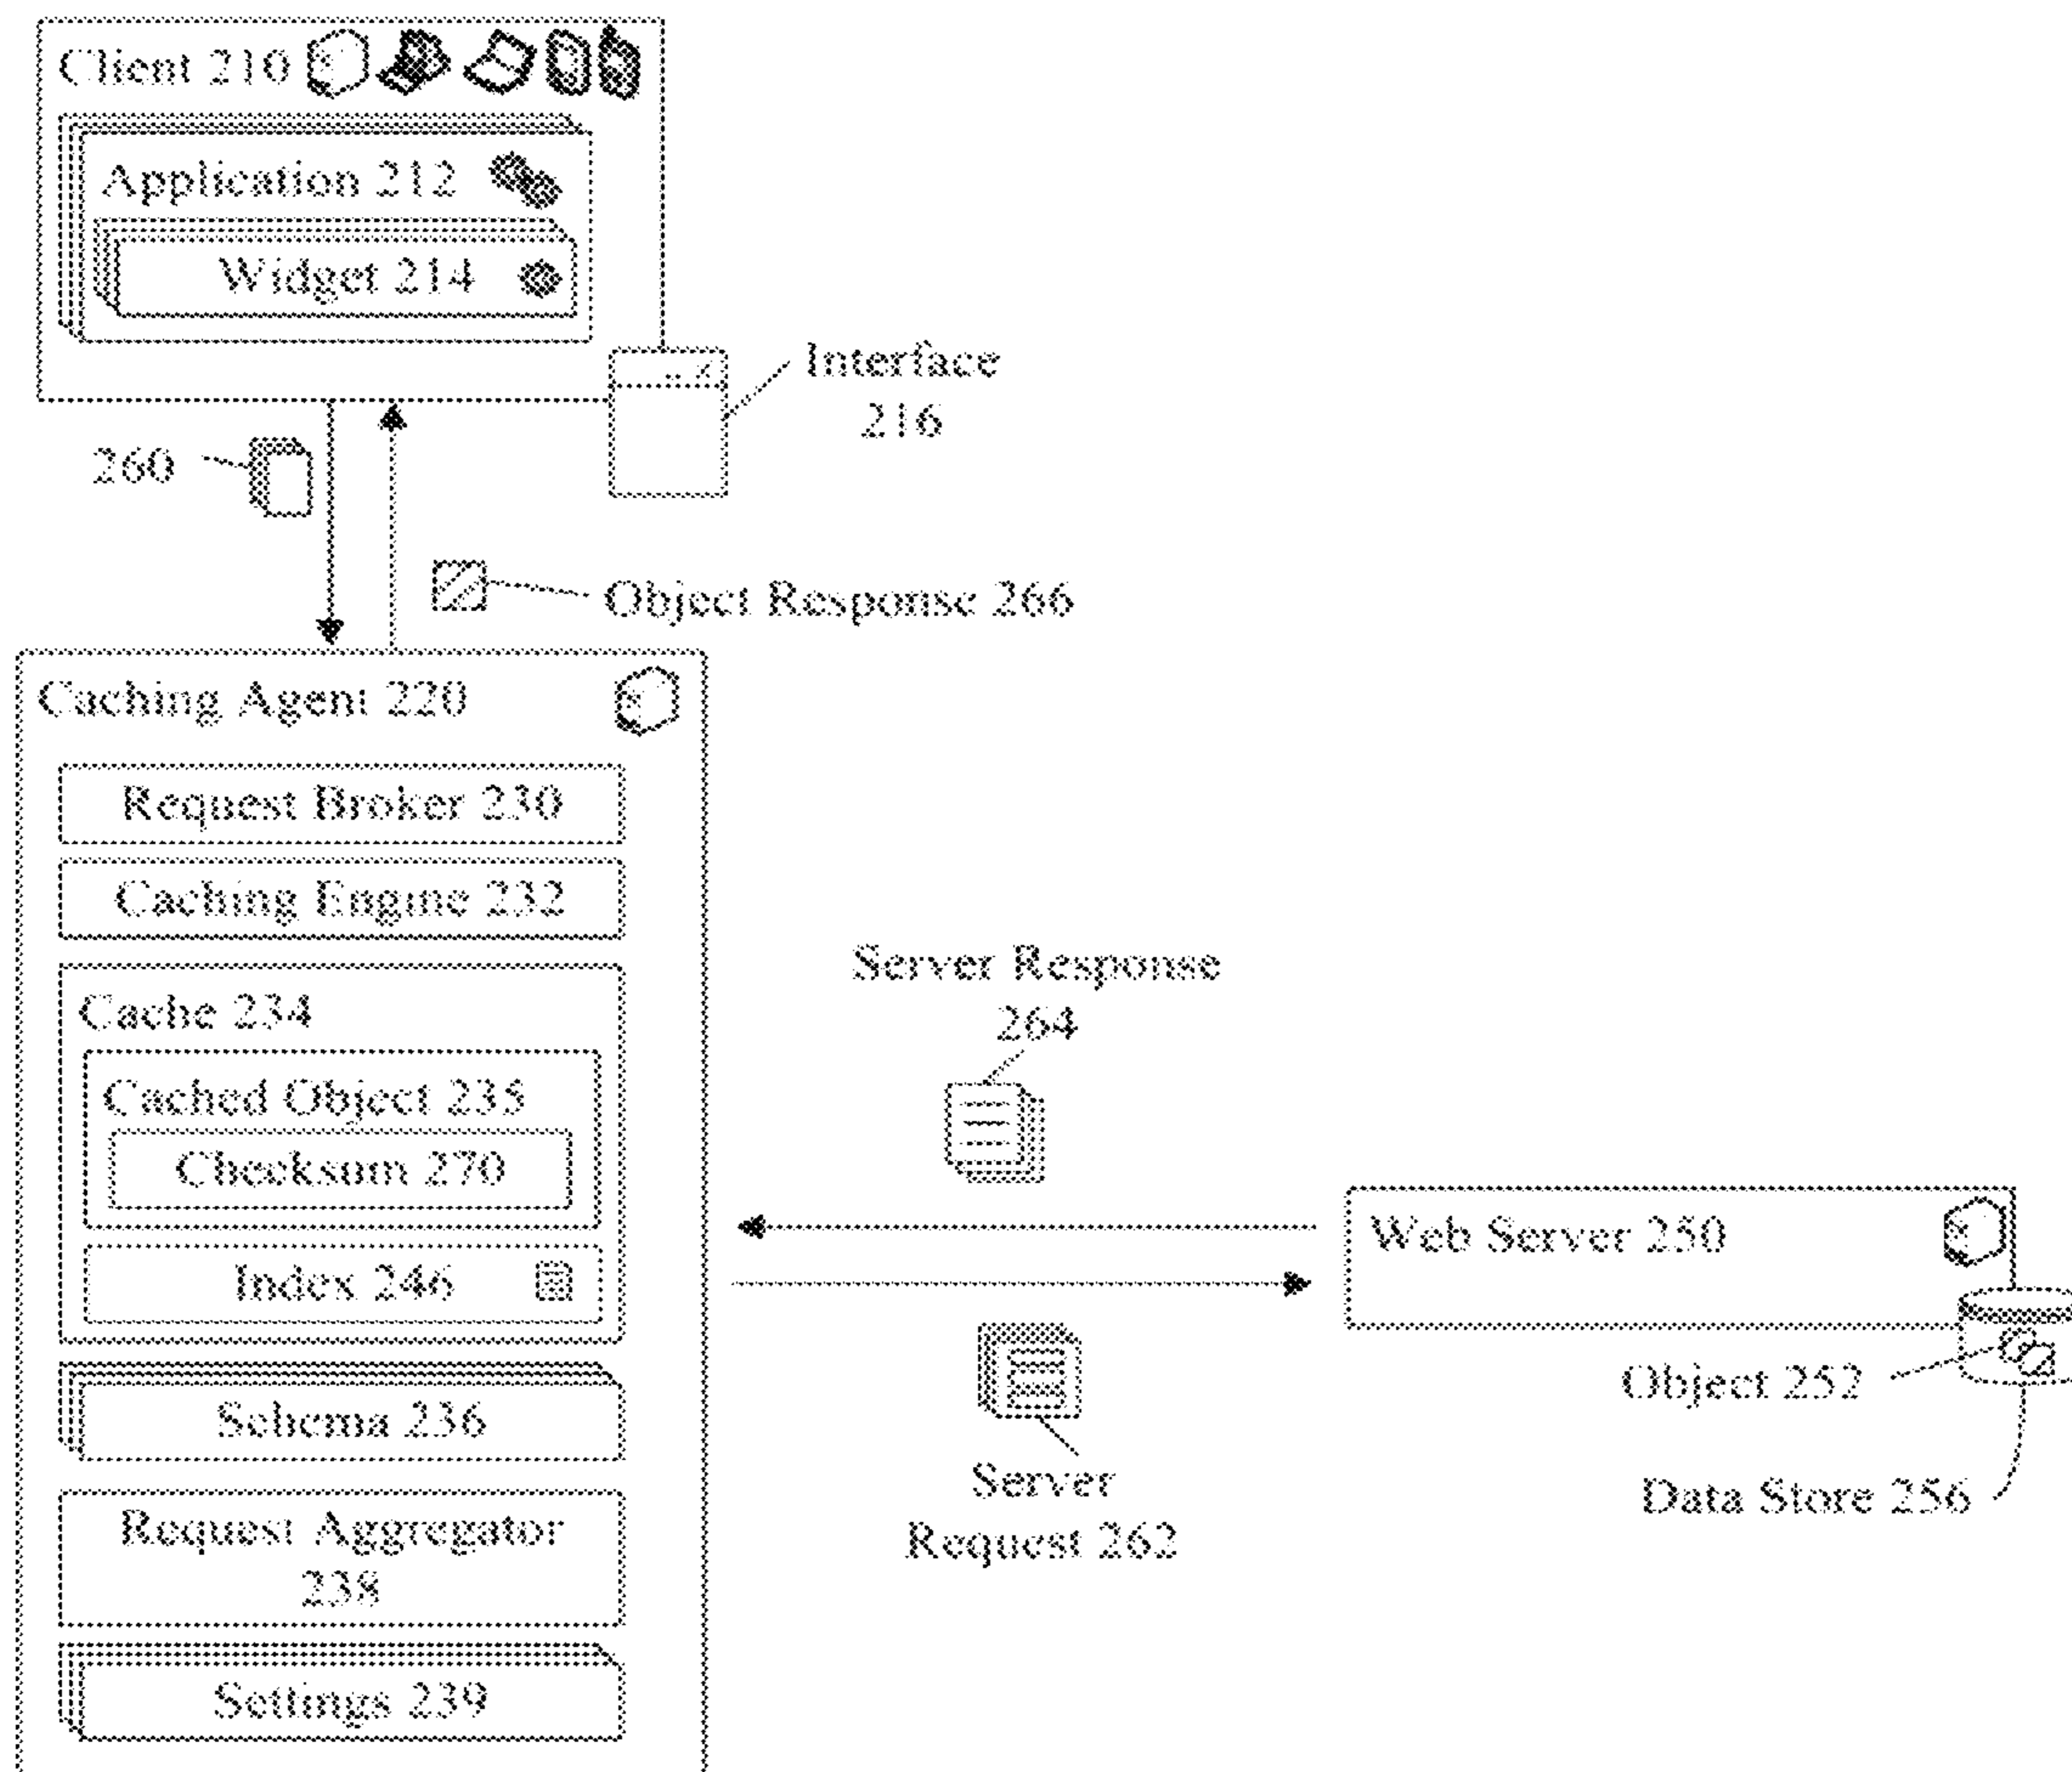 Client 210
Application 212
Widget 214
Interface
216
260
Object Response 266
Caching Agent 220
Request Broker 230
Caching Engine 232
Cache 234
Cached Object 235
Checksum 270
Index 246
Schema 236
Request Aggregator
238
Settings 239
Server Response
264
Server
Request 262
Web Server 250
Object 252
Data Store 256